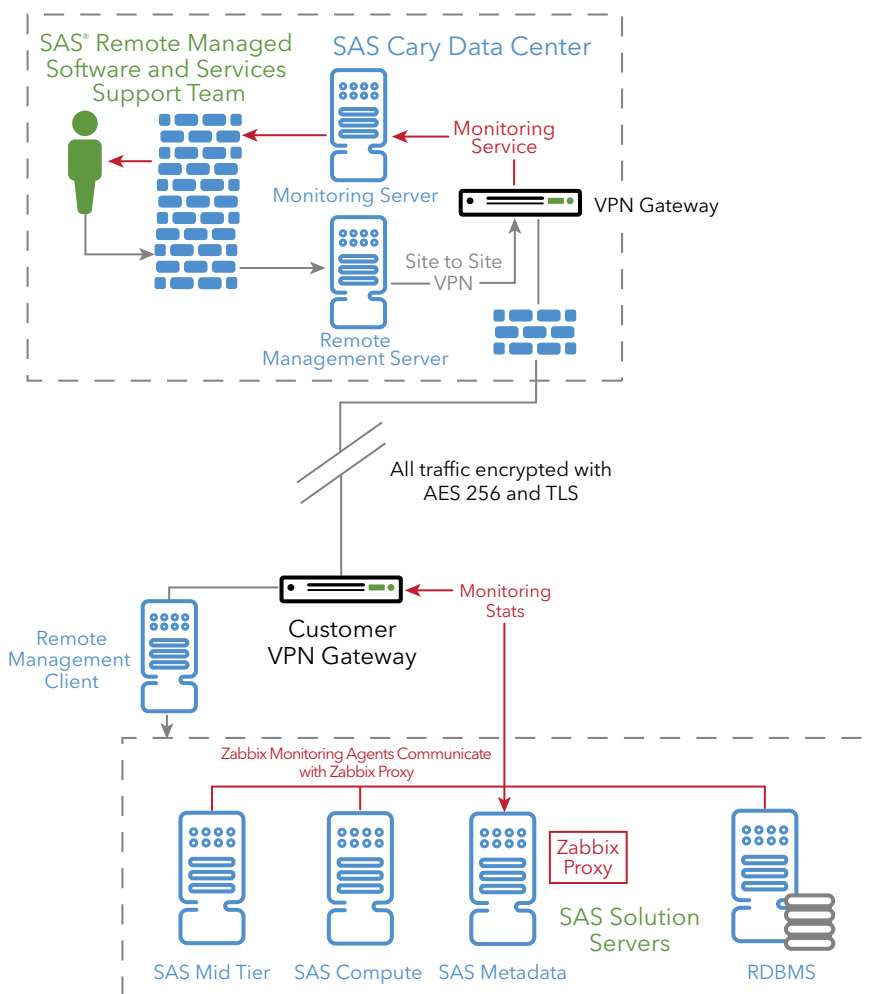 SAS® Remote Managed
Software and Services
Support Team
SAS Cary Data Center
Monitoring
Service
Monitoring Server
VPN Gateway
Site to Site
VPN
Remote
Management Server
All traffic encrypted with
AES 256 and TLS
Monitoring
Stats
Customer
VPN Gateway
Remote
Management
Client
Zabbix Monitoring Agents Communicate
with Zabbix Proxy
Zabbix
Proxy
SAS Solution
Servers
SAS Mid Tier
SAS Compute
SAS Metadata
RDBMS